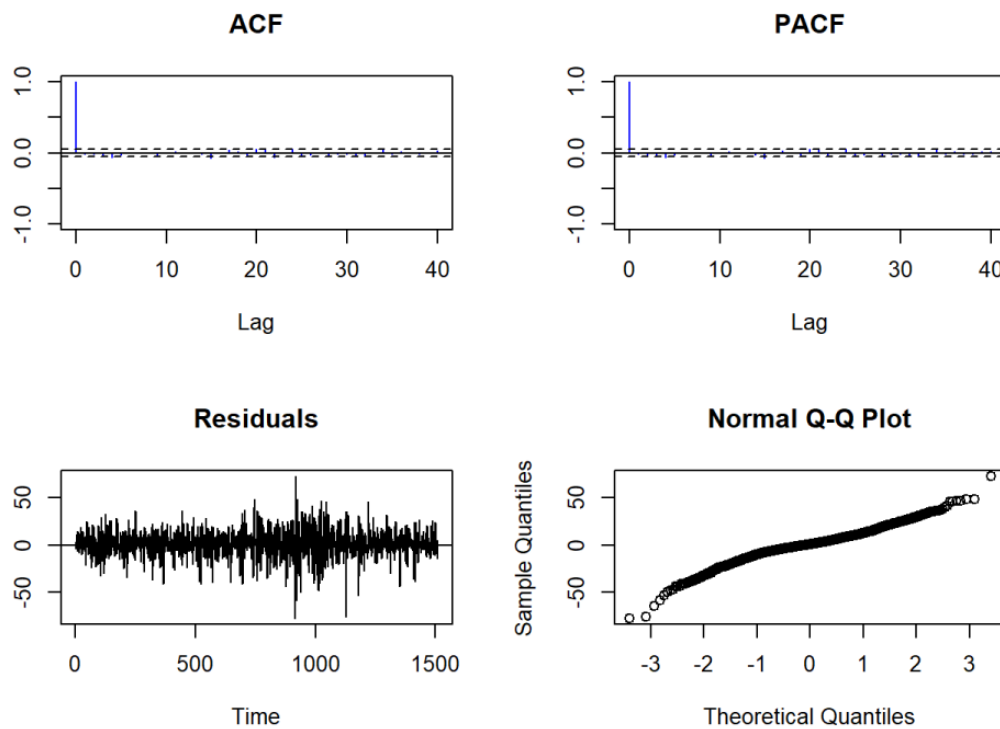 ACF
1.0
0.0
-1.0
0 10 20 30 40
Lag
PACF
1.0
0.0
-1.0
0 10 20 30 40
Lag
Residuals
50
0
-50
0 500 1000 1500
Time
Normal Q-Q Plot
Sample Quantiles
50
0
-50
-3 -2 -1 0 1 2 3
Theoretical Quantiles